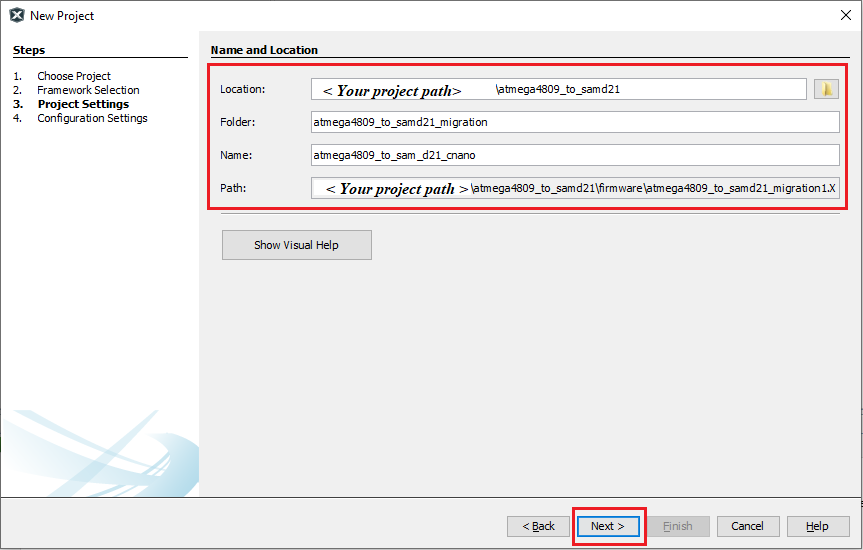 New Project
Steps
1. Choose Project
2. Framework Selection
3. Project Settings
4. Configuration Settings
Name and Location
Location: < Your project path> \atmega4809_to_samd21
Folder: atmega4809_to_samd21_migration
Name: atmega4809_to_sam_d21_cnano
Path: < Your project path >\atmega4809_to_samd21\firmware\atmega4809_to_samd21_migration1.X
Show Visual Help
< Back Next > Finish Cancel Help